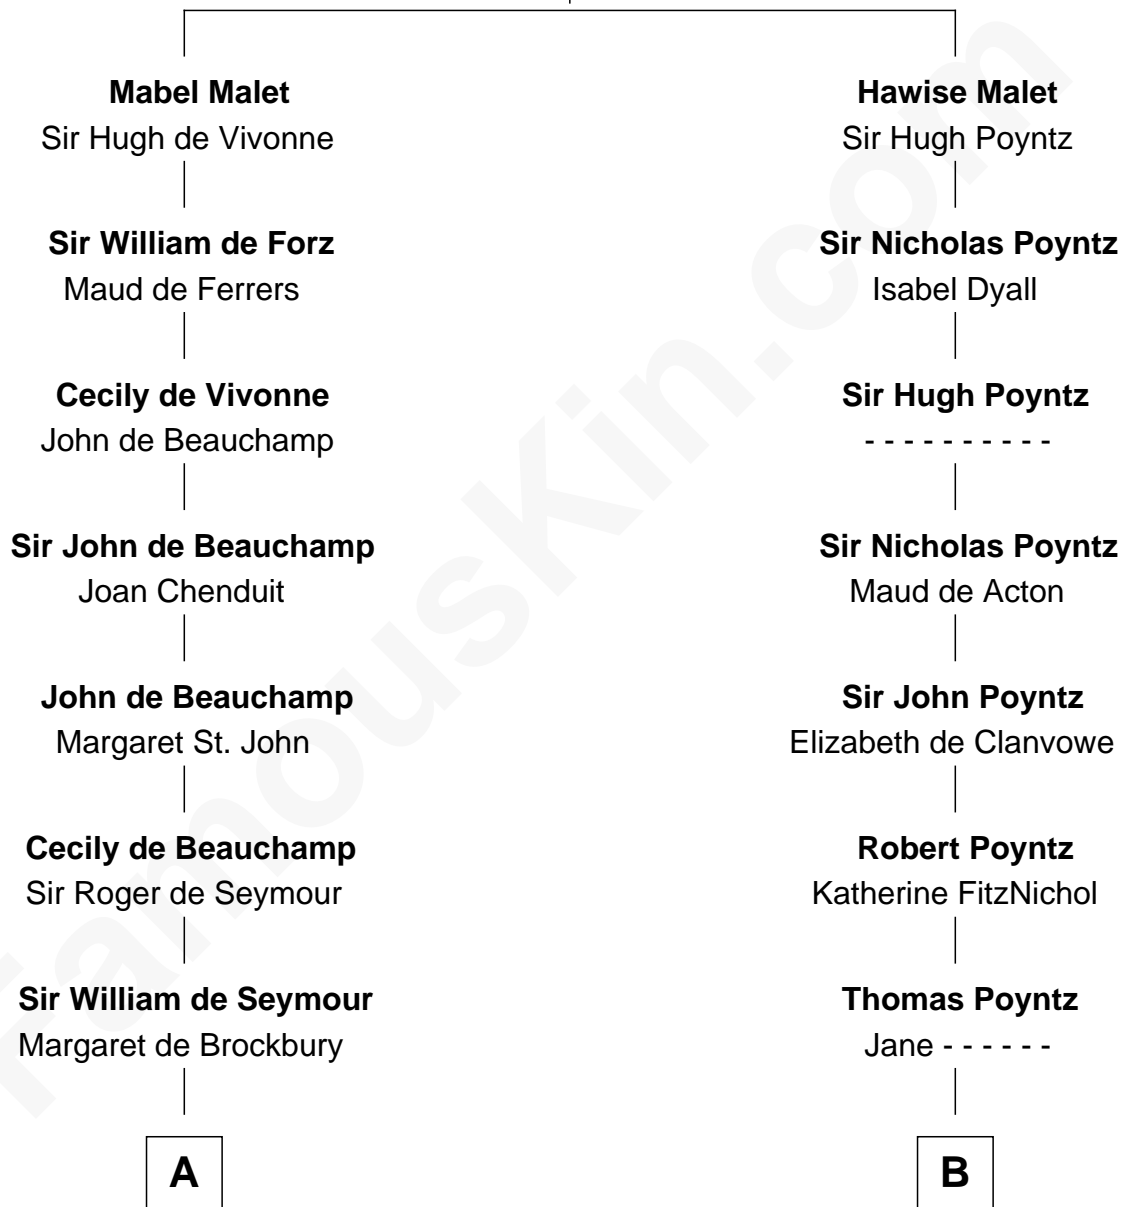 Mabel Malet
Sir Hugh de Vivonne
Sir William de Forz
Maud de Ferrers
Cecily de Vivonne
John de Beauchamp
Sir John de Beauchamp
Joan Chenduit
John de Beauchamp
Margaret St. John
Cecily de Beauchamp
Sir Roger de Seymour
Sir William de Seymour
Margaret de Brockbury
A
Hawise Malet
Sir Hugh Poyntz
Sir Nicholas Poyntz
Isabel Dyall
Sir Hugh Poyntz
- - - - - - - - - -
Sir Nicholas Poyntz
Maud de Acton
Sir John Poyntz
Elizabeth de Clanvowe
Robert Poyntz
Katherine FitzNichol
Thomas Poyntz
Jane - - - - - -
B
FamousKin.com